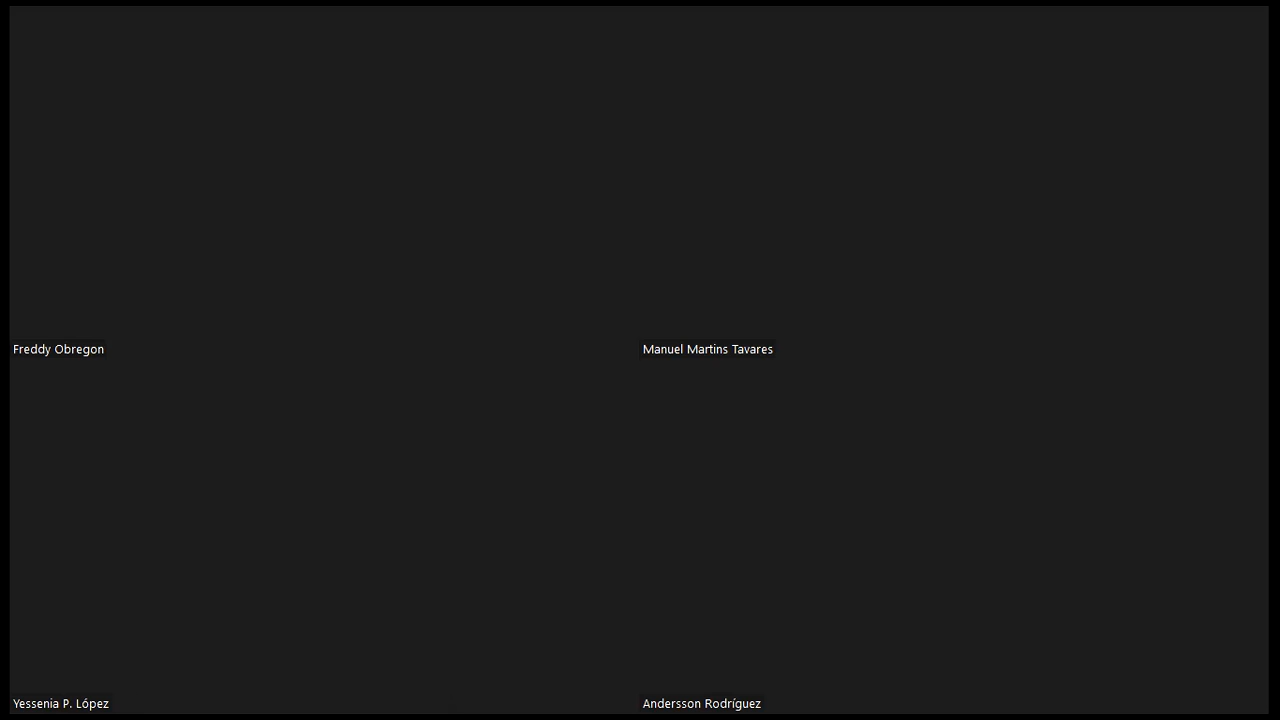 Freddy Obregon
Manuel Martins Tavares
Yessenia P. López
Andersson Rodríguez